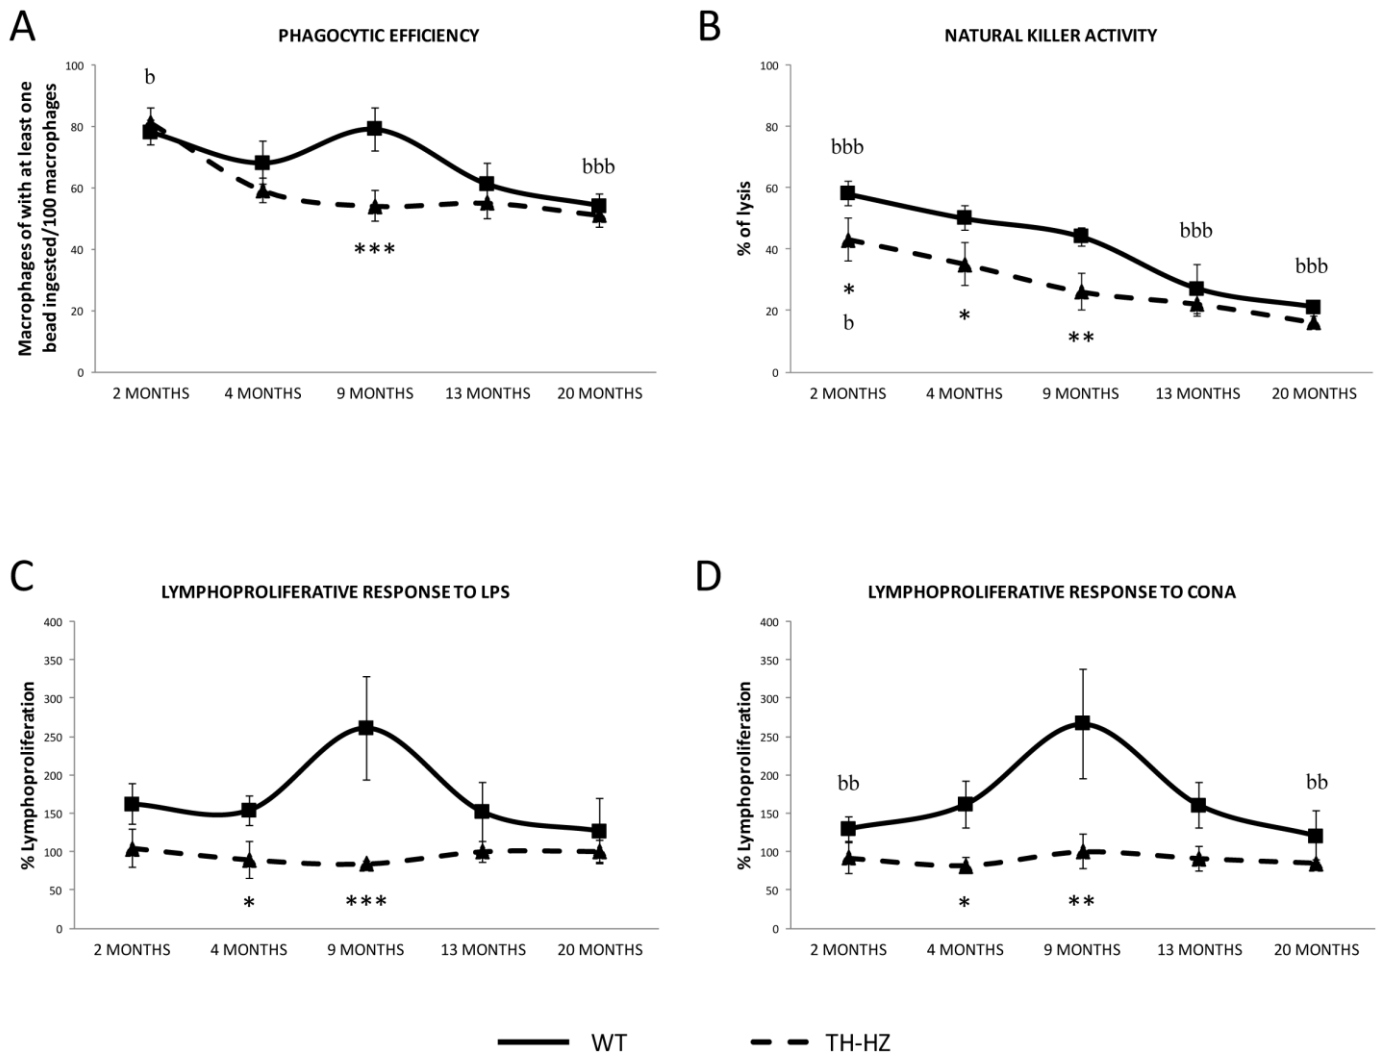 A
PHAGOCYTIC EFFICIENCY
Macrophages of with at least one
bead ingested/100 macrophages
100
80
60
40
20
0
b
bbb
***
2 MONTHS 4 MONTHS 9 MONTHS 13 MONTHS 20 MONTHS
B
NATURAL KILLER ACTIVITY
% of lysis
100
80
60
40
20
0
bbb
bbb
bbb
*
b
*
**
2 MONTHS 4 MONTHS 9 MONTHS 13 MONTHS 20 MONTHS
C
LYMPHOPROLIFERATIVE RESPONSE TO LPS
% Lymphoproliferation
400
350
300
250
200
150
100
50
0
*
***
2 MONTHS 4 MONTHS 9 MONTHS 13 MONTHS 20 MONTHS
D
LYMPHOPROLIFERATIVE RESPONSE TO CONA
% Lymphoproliferation
400
350
300
250
200
150
100
50
0
bb
bb
*
**
2 MONTHS 4 MONTHS 9 MONTHS 13 MONTHS 20 MONTHS
WT TH-HZ